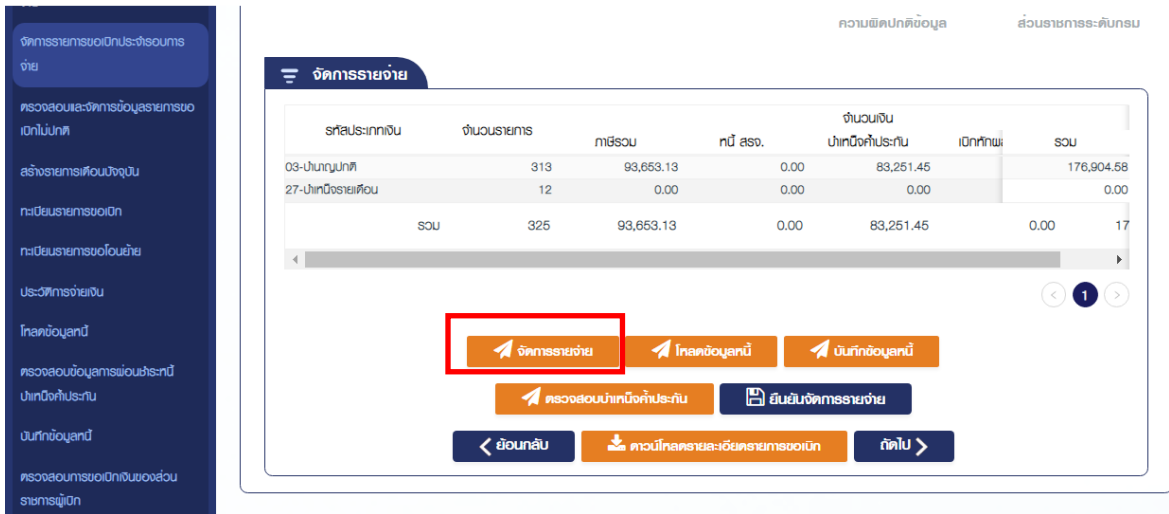 ความผิดปกติข้อมูล ส่วนราชการระดับกรม
จัดการรายการขอเบิกประจำรอบการ
จ่าย
ตรวจสอบและจัดการข้อมูลรายการขอ
เบิกไม่ปกติ
สร้างรายการเดือนปัจจุบัน
ทะเบียนรายการขอเบิก
ทะเบียนรายการขอโอนย้าย
ประวัติการจ่ายเงิน
โหลดข้อมูลหนี้
ตรวจสอบข้อมูลการผ่อนชำระหนี้
บำเหน็จค้ำประกัน
บันทึกข้อมูลหนี้
ตรวจสอบการขอเบิกเงินของส่วน
ราชการผู้เบิก
จัดการรายจ่าย
จำนวนเงิน
รหัสประเภทเงิน จำนวนรายการ ภาษีรวม หนี้ สรจ. บำเหน็จค้ำประกัน เบิกหักผล รวม
03-บำนาญปกติ 313 93,653.13 0.00 83,251.45 176,904.58
27-บำเหน็จรายเดือน 12 0.00 0.00 0.00 0.00
รวม 325 93,653.13 0.00 83,251.45 0.00 17
1
จัดการรายจ่าย โหลดข้อมูลหนี้ บันทึกข้อมูลหนี้
ตรวจสอบบำเหน็จค้ำประกัน ยืนยันจัดการรายจ่าย
ย้อนกลับ ดาวน์โหลดรายละเอียดรายการขอเบิก ถัดไป